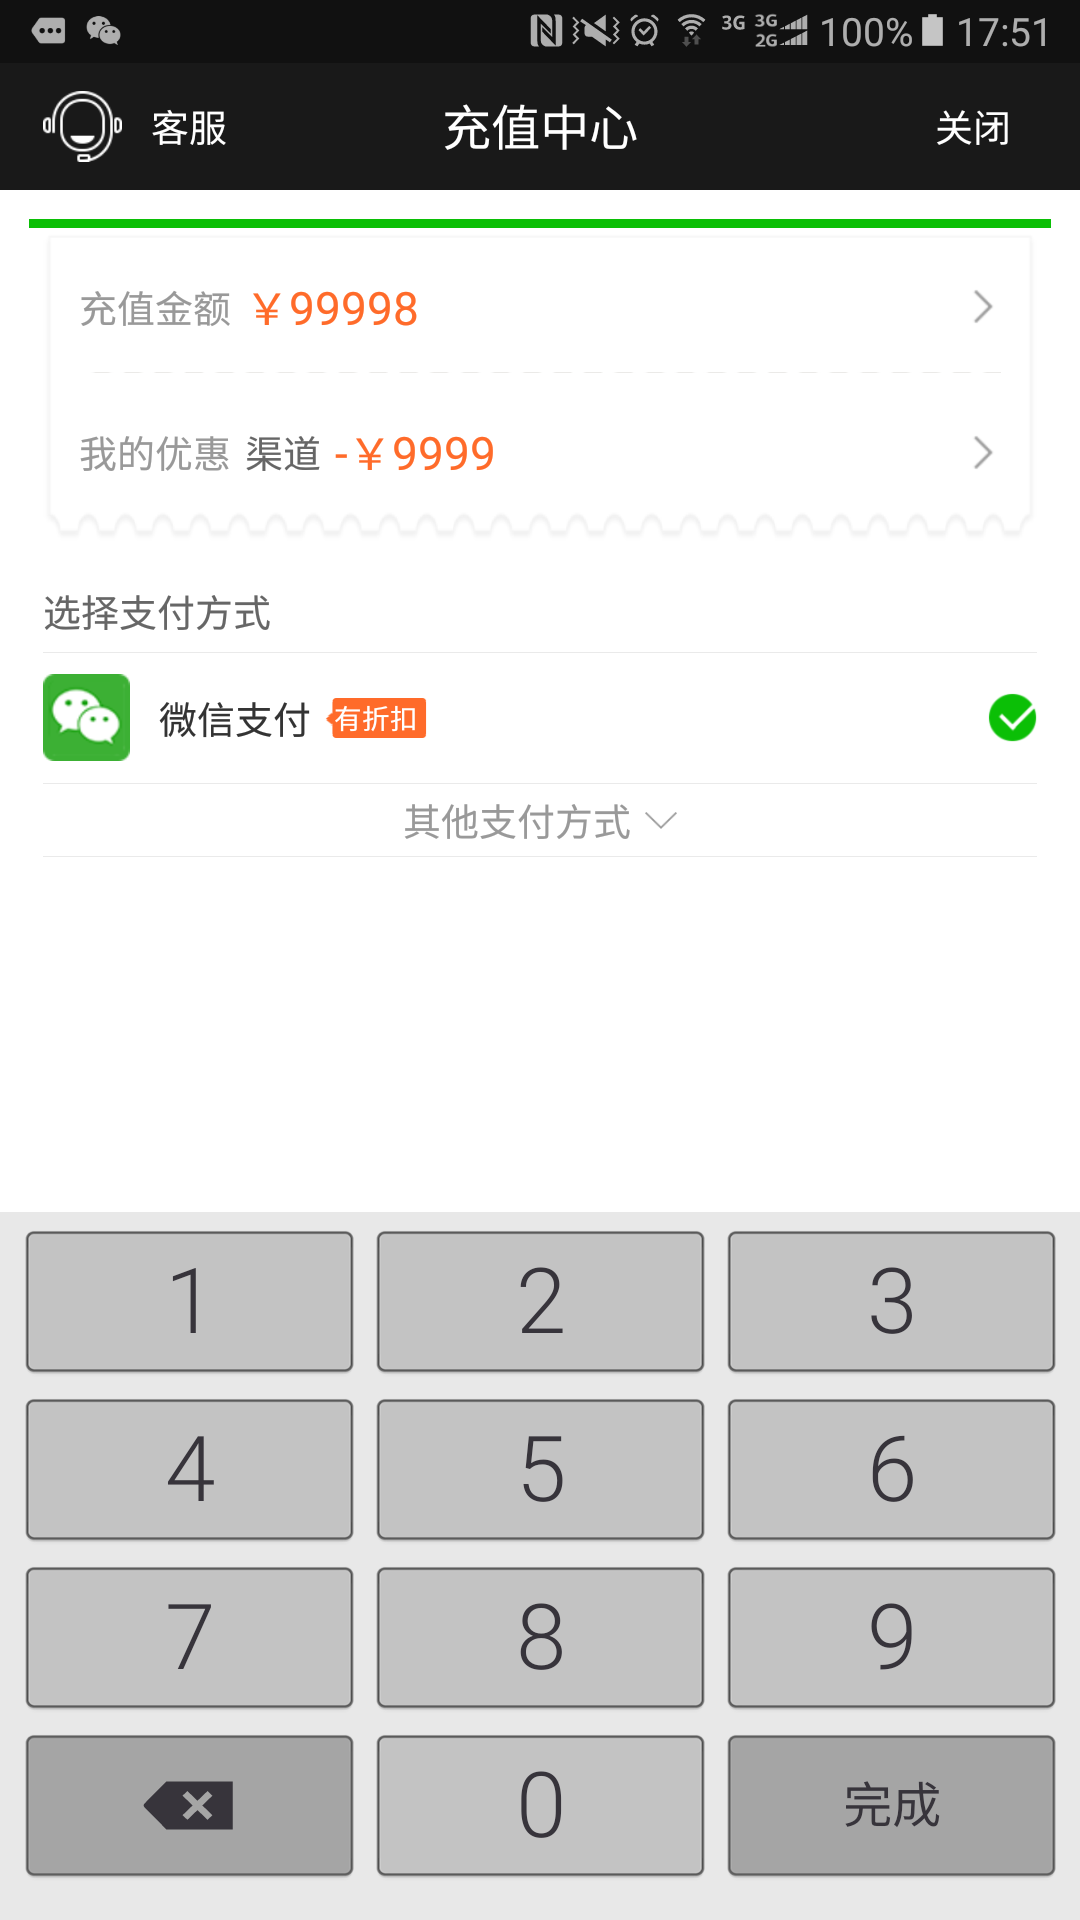 3G 3G 2G 100% 17:51
客服 充值中心 关闭
充值金额 ¥99998
我的优惠 渠道 -¥9999
选择支付方式
微信支付 有折扣
其他支付方式
1 2 3
4 5 6
7 8 9
0 完成